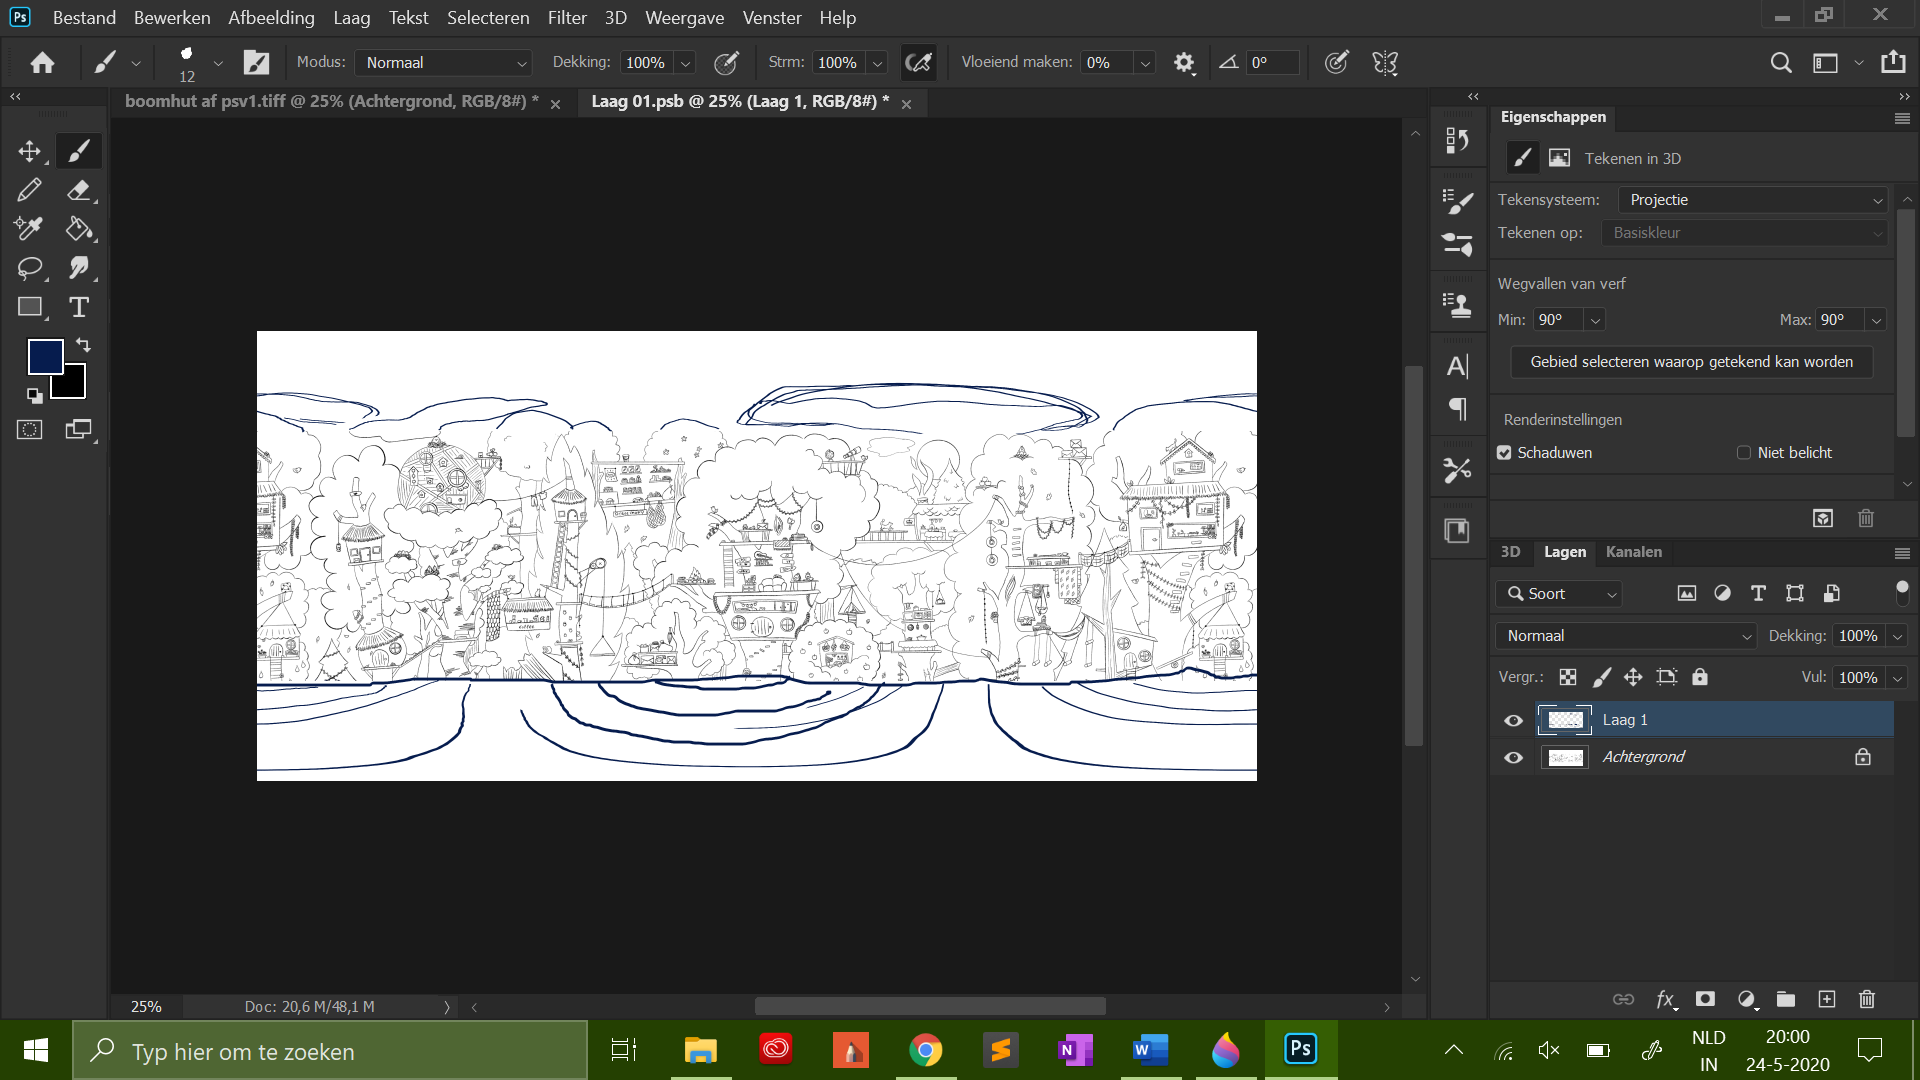 Ps Bestand Bewerken Afbeelding Laag Tekst Selecteren Filter 3D Weergave Venster Help
12 Modus: Normaal Dekking: 100% Strm: 100% Vloeiend maken: 0% 0°
boomhut af psv1.tiff @ 25% (Achtergrond, RGB/8#) * Laag 01.psb @ 25% (Laag 1, RGB/8#) *
Eigenschappen
Tekenen in 3D
Tekensysteem: Projectie
Tekenen op: Basiskleur
Wegvallen van verf
Min: 90° Max: 90°
Gebied selecteren waarop getekend kan worden
Renderinstellingen
Schaduwen Niet belicht
3D Lagen Kanalen
Soort
Normaal Dekking: 100%
Vergr.: Vul: 100%
Laag 1
Achtergrond
25% Doc: 20,6 M/48,1 M
Typ hier om te zoeken
NLD 20:00
IN 24-5-2020